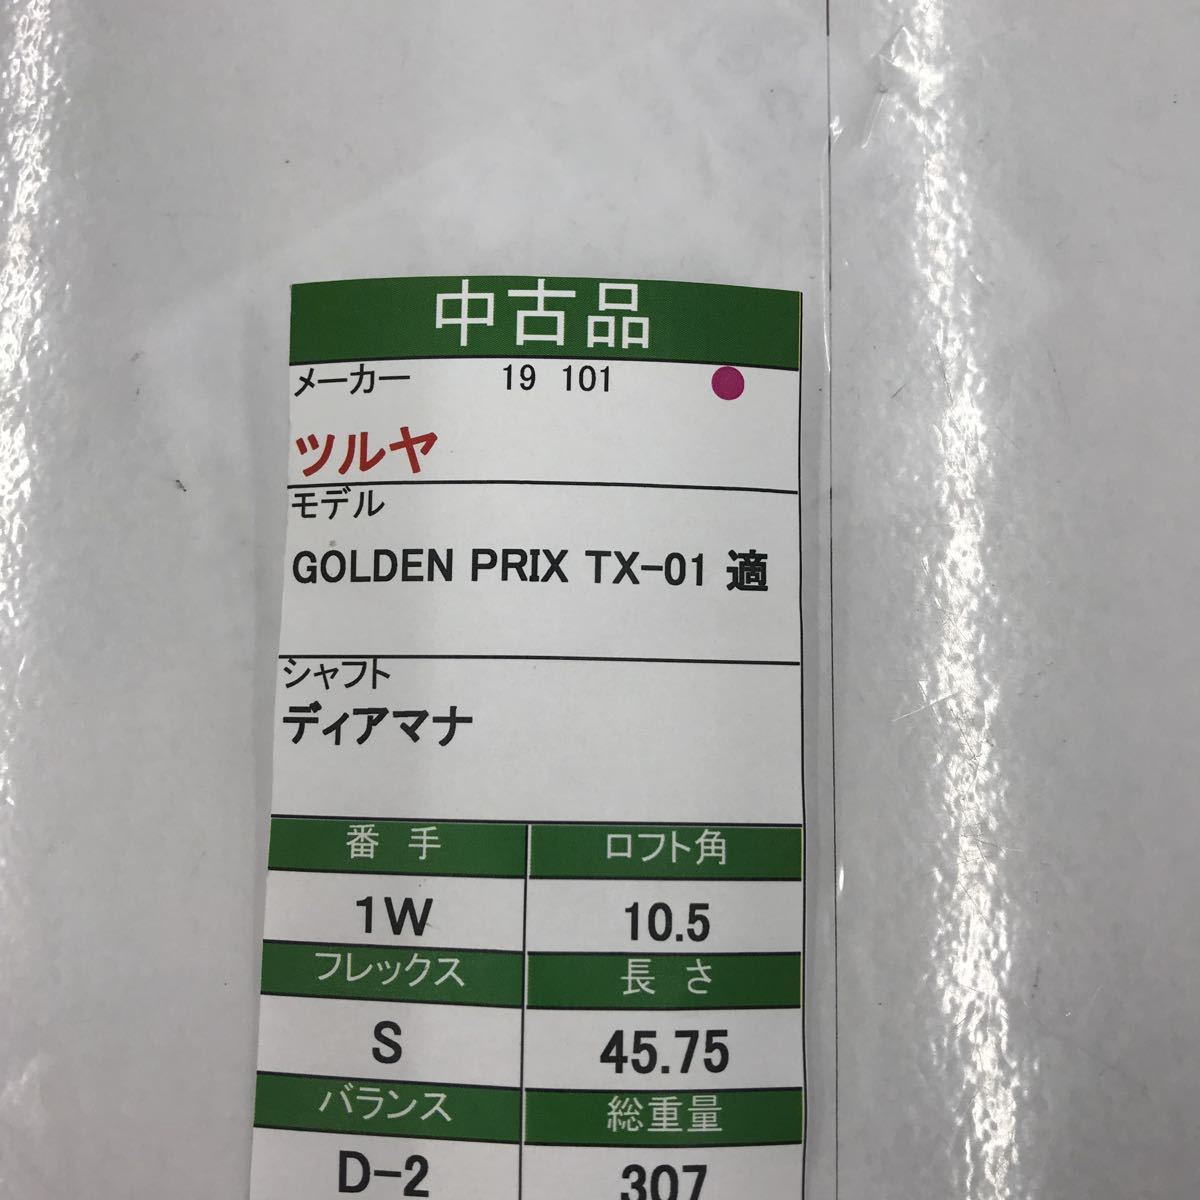 中古品
メーカー 19 101
ツルヤ
モデル
GOLDEN PRIX TX-01 適
シャフト
ディアマナ
番手 ロフト角
1W 10.5
フレックス 長さ
S 45.75
バランス 総重量
D-2 307